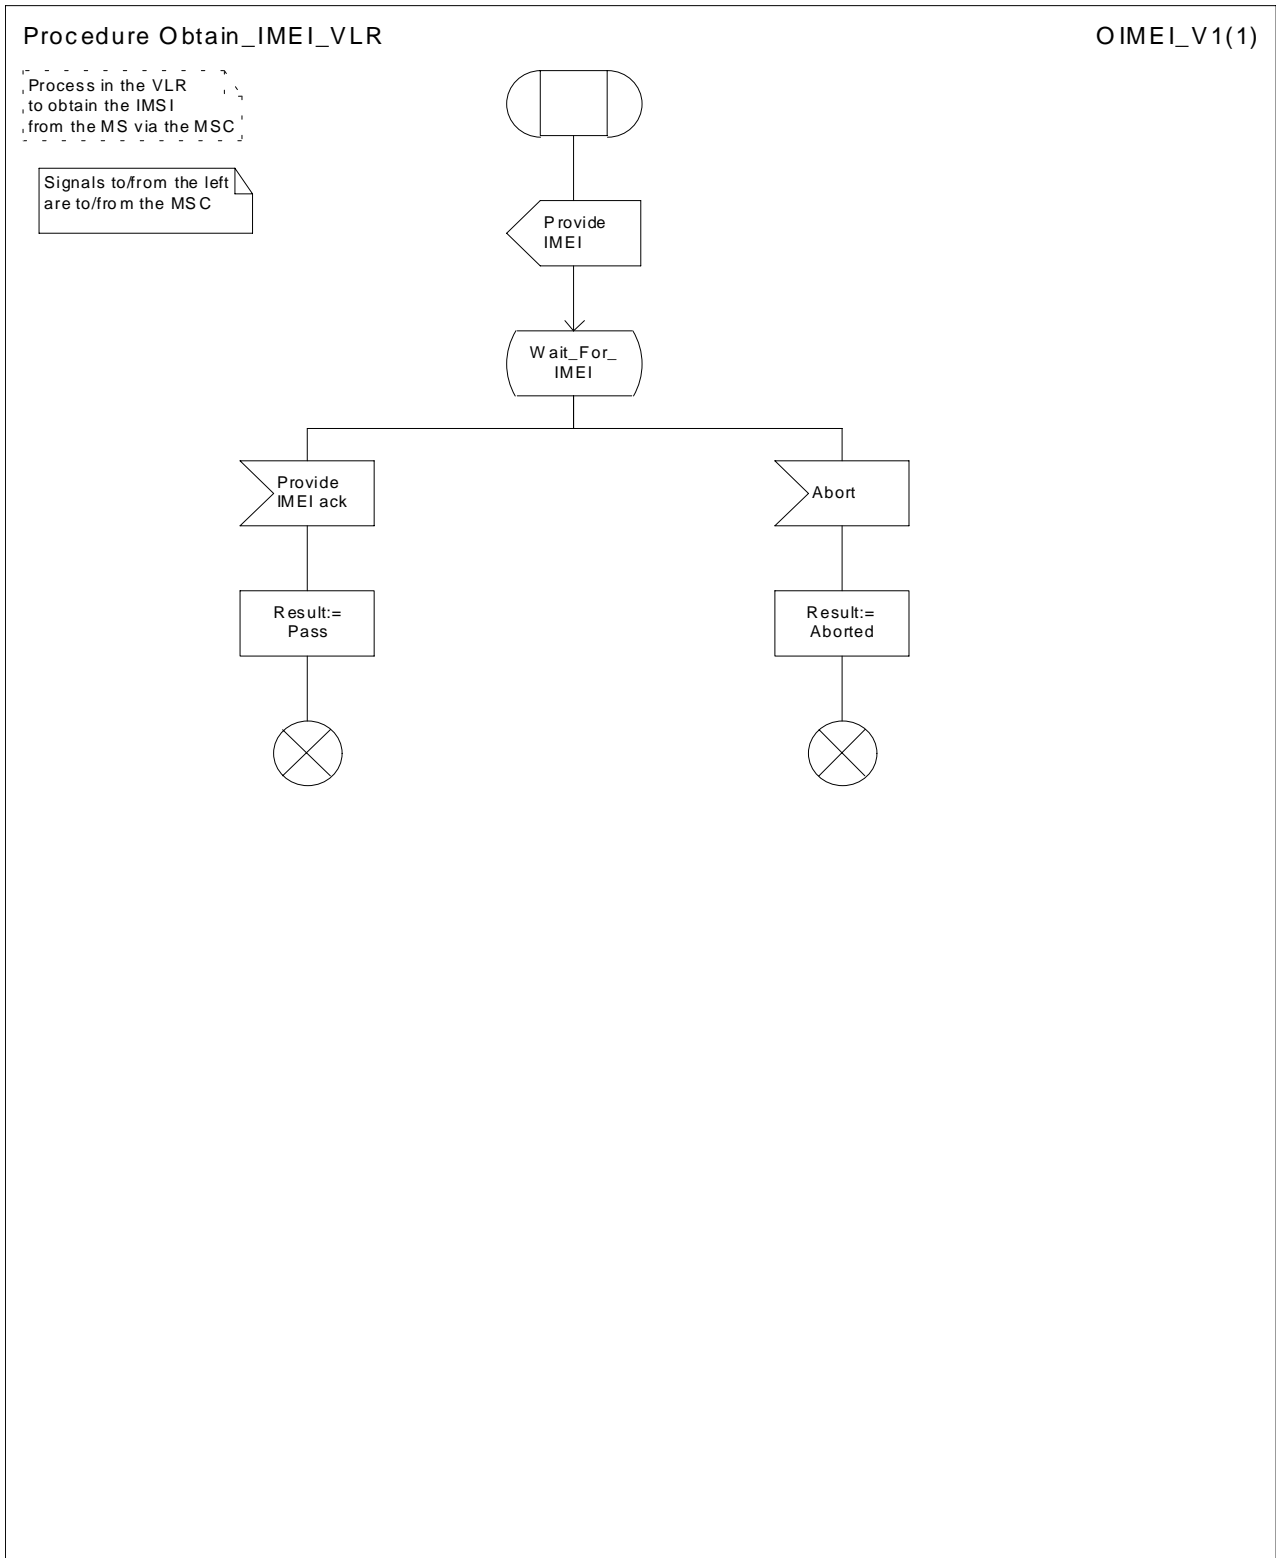 Procedure Obtain_IMEI_VLR
OIMEI_V1(1)
Process in the VLR
to obtain the IMSI
from the MS via the MSC
Signals to/from the left
are to/from the MSC
Provide
IMEI
Wait_For_
IMEI
Provide
IMEI ack
Abort
Result:=
Pass
Result:=
Aborted